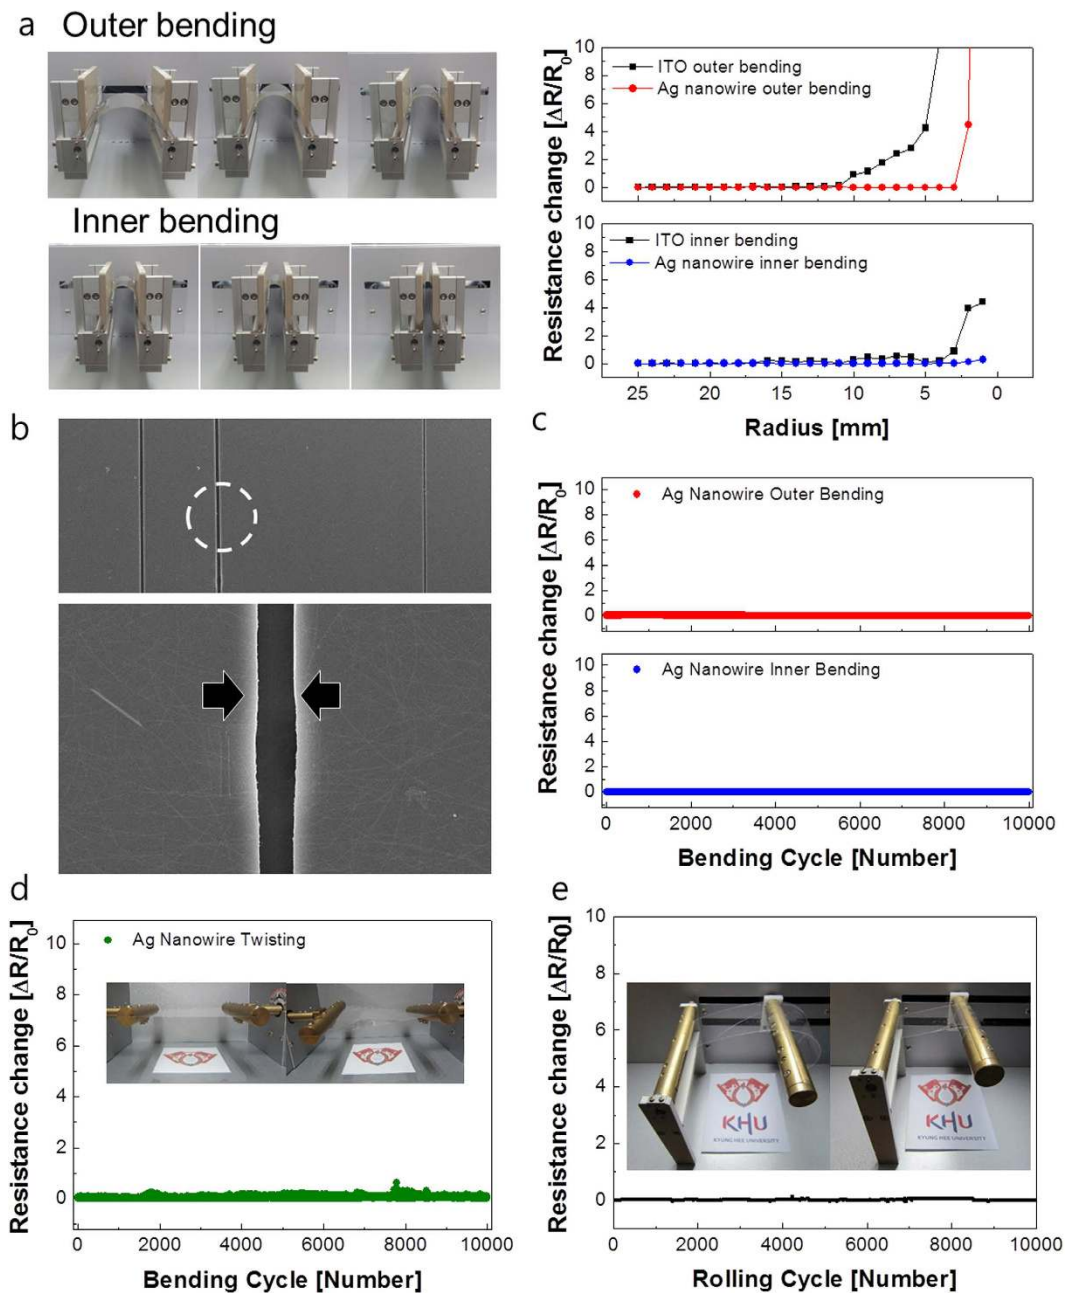 a Outer bending
Inner bending
10
8
6
4
2
0
ITO outer bending
Ag nanowire outer bending
10
8
6
4
2
0
ITO inner bending
Ag nanowire inner bending
Resistance change [ΔR/R0]
25 20 15 10 5 0
Radius [mm]
b
c
10
8
6
4
2
0
Ag Nanowire Outer Bending
10
8
6
4
2
0
Ag Nanowire Inner Bending
Resistance change [ΔR/R0]
0 2000 4000 6000 8000 10000
Bending Cycle [Number]
d
10
8
6
4
2
0
Ag Nanowire Twisting
Resistance change [ΔR/R0]
0 2000 4000 6000 8000 10000
Bending Cycle [Number]
e
10
8
6
4
2
0
Resistance change [ΔR/R0]
KHU
KYUNG HEE UNIVERSITY
KHU
KYUNG HEE UNIVERSITY
0 2000 4000 6000 8000 10000
Rolling Cycle [Number]